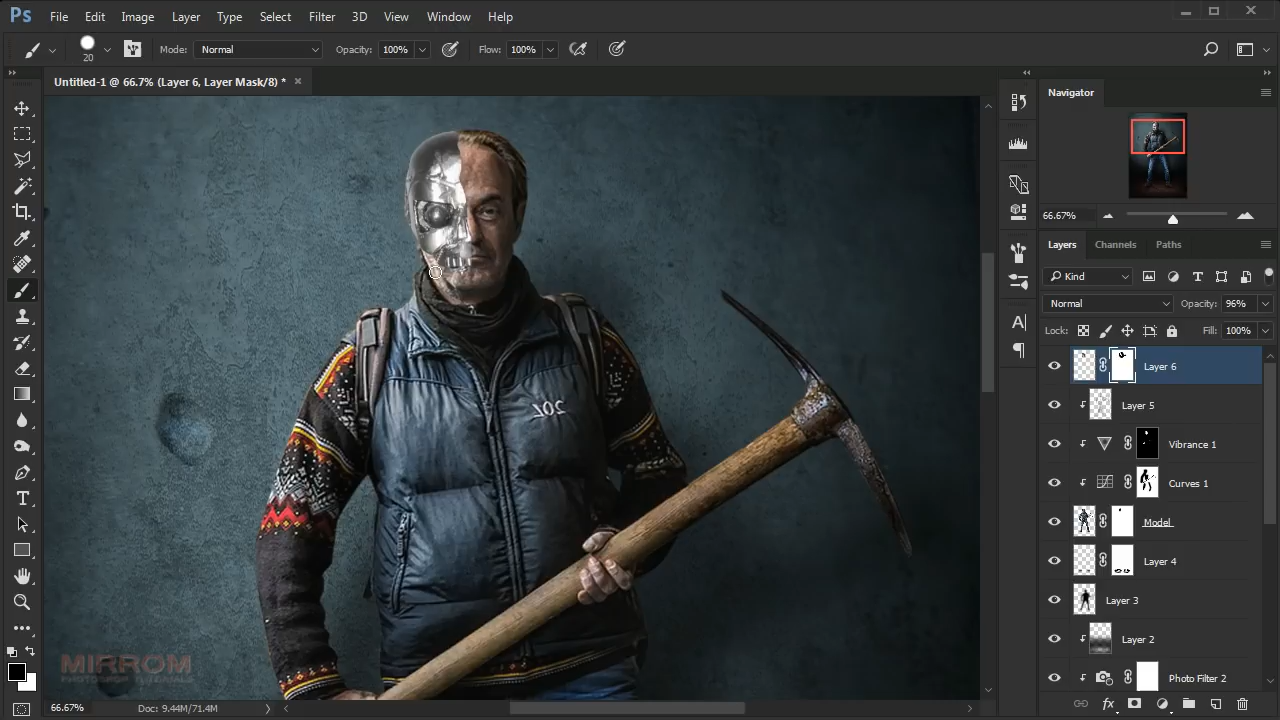 Ps File Edit Image Layer Type Select Filter 3D View Window Help
20 Mode: Normal Opacity: 100% Flow: 100%
Untitled-1 @ 66.7% (Layer 6, Layer Mask/8) *
Navigator
66.67%
Layers Channels Paths
Kind
Normal Opacity: 96%
Lock: Fill: 100%
Layer 6
Layer 5
Vibrance 1
Curves 1
Model
Layer 4
Layer 3
Layer 2
Photo Filter 2
MIRROM
PHOTOSHOP TUTORIALS
66.67% Doc: 9.44M/71.4M